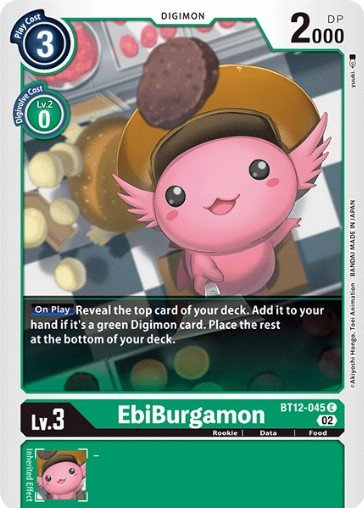 Play Cost
3
DIGIMON
2000
DP
Digivolve Cost
Lv.2
0
yuuki
On Play Reveal the top card of your deck. Add it to your
hand if it's a green Digimon card. Place the rest
at the bottom of your deck.
©Akiyoshi Hongo, Toei Animation BANDAI MADE IN JAPAN
Lv.3
EbiBurgamon
BT12-045 C
02
Rookie | Data | Food
Inherited Effect
-